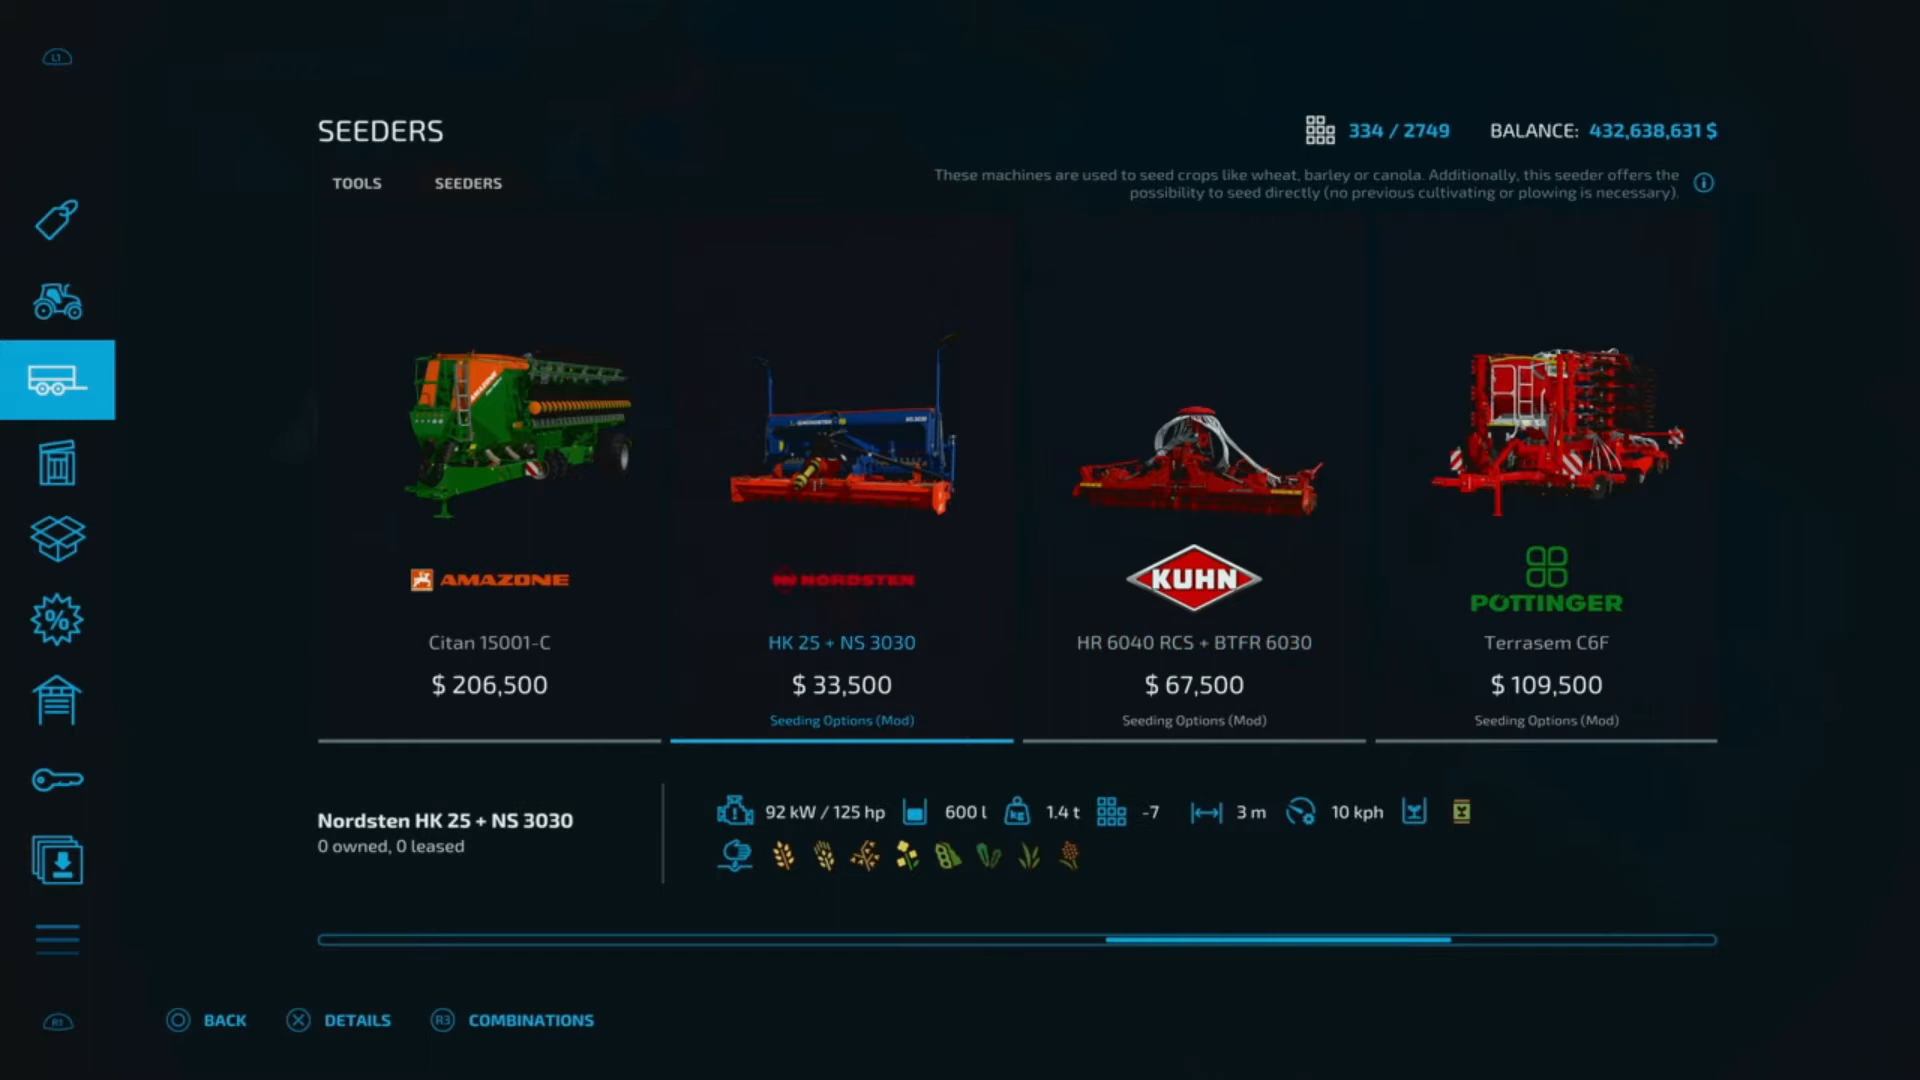 L1
SEEDERS
334 / 2749
BALANCE: 432,638,631 $
TOOLS
SEEDERS
These machines are used to seed crops like wheat, barley or canola. Additionally, this seeder offers the
possibility to seed directly (no previous cultivating or plowing is necessary).
AMAZONE
NORDSTEN
KUHN
PÖTTINGER
Citan 15001-C
HK 25 + NS 3030
HR 6040 RCS + BTFR 6030
Terrasem C6F
$ 206,500
$ 33,500
$ 67,500
$ 109,500
Seeding Options (Mod)
Seeding Options (Mod)
Seeding Options (Mod)
Nordsten HK 25 + NS 3030
0 owned, 0 leased
92 kW / 125 hp
600 l
1.4 t
-7
3 m
10 kph
R1
BACK
DETAILS
R3
COMBINATIONS